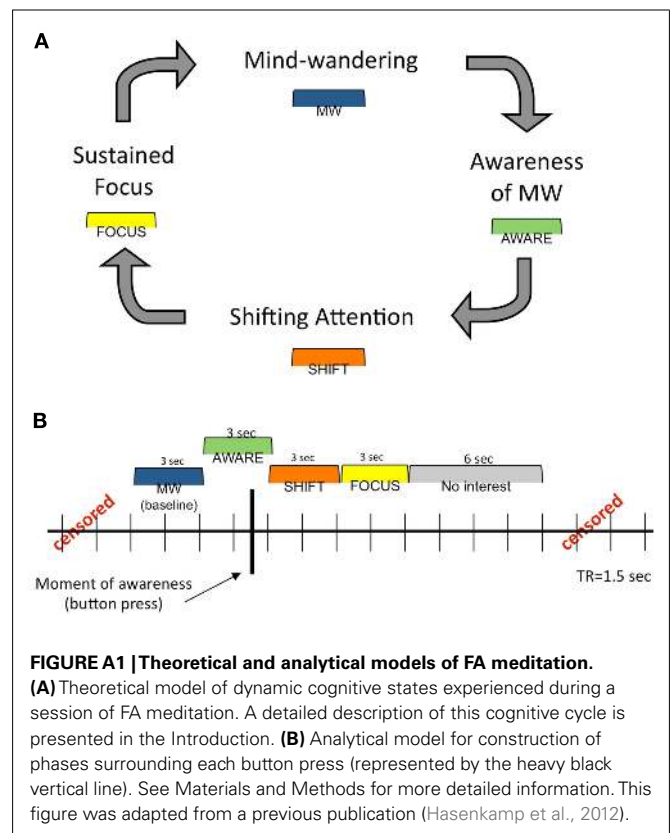 A
Mind-wandering
MW
Sustained
Focus
FOCUS
Awareness
of MW
AWARE
Shifting Attention
SHIFT
B
3 sec
MW
(baseline)
3 sec
AWARE
3 sec
SHIFT
3 sec
FOCUS
6 sec
No interest
censored
censored
Moment of awareness
(button press)
TR=1.5 sec
FIGURE A1 | Theoretical and analytical models of FA meditation.
(A) Theoretical model of dynamic cognitive states experienced during a
session of FA meditation. A detailed description of this cognitive cycle is
presented in the Introduction. (B) Analytical model for construction of
phases surrounding each button press (represented by the heavy black
vertical line). See Materials and Methods for more detailed information. This
figure was adapted from a previous publication (Hasenkamp et al., 2012).